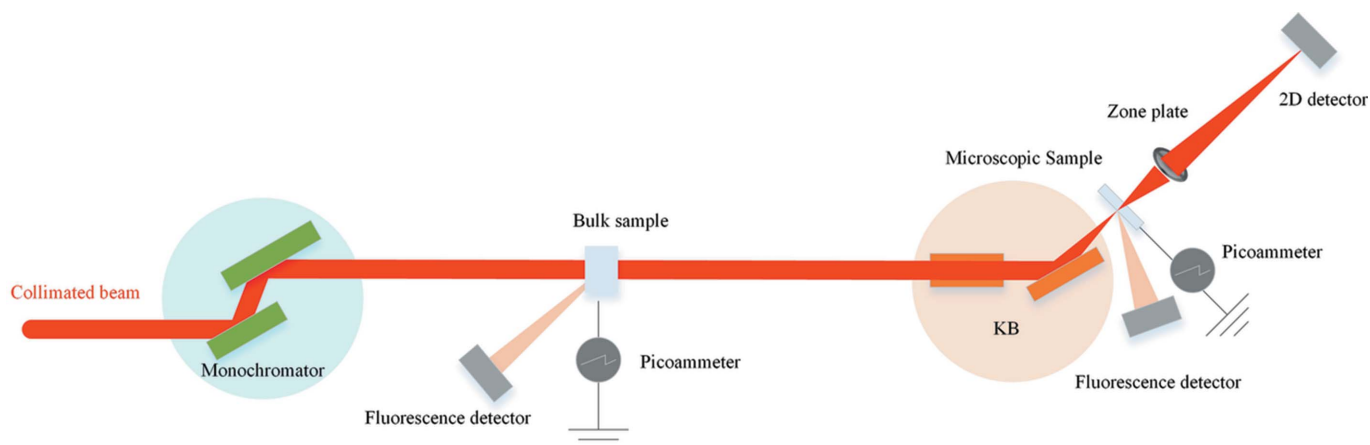 2D detector
Zone plate
Microscopic Sample
Bulk sample
Picoammeter
Collimated beam
KB
Monochromator
Picoammeter
Fluorescence detector
Fluorescence detector